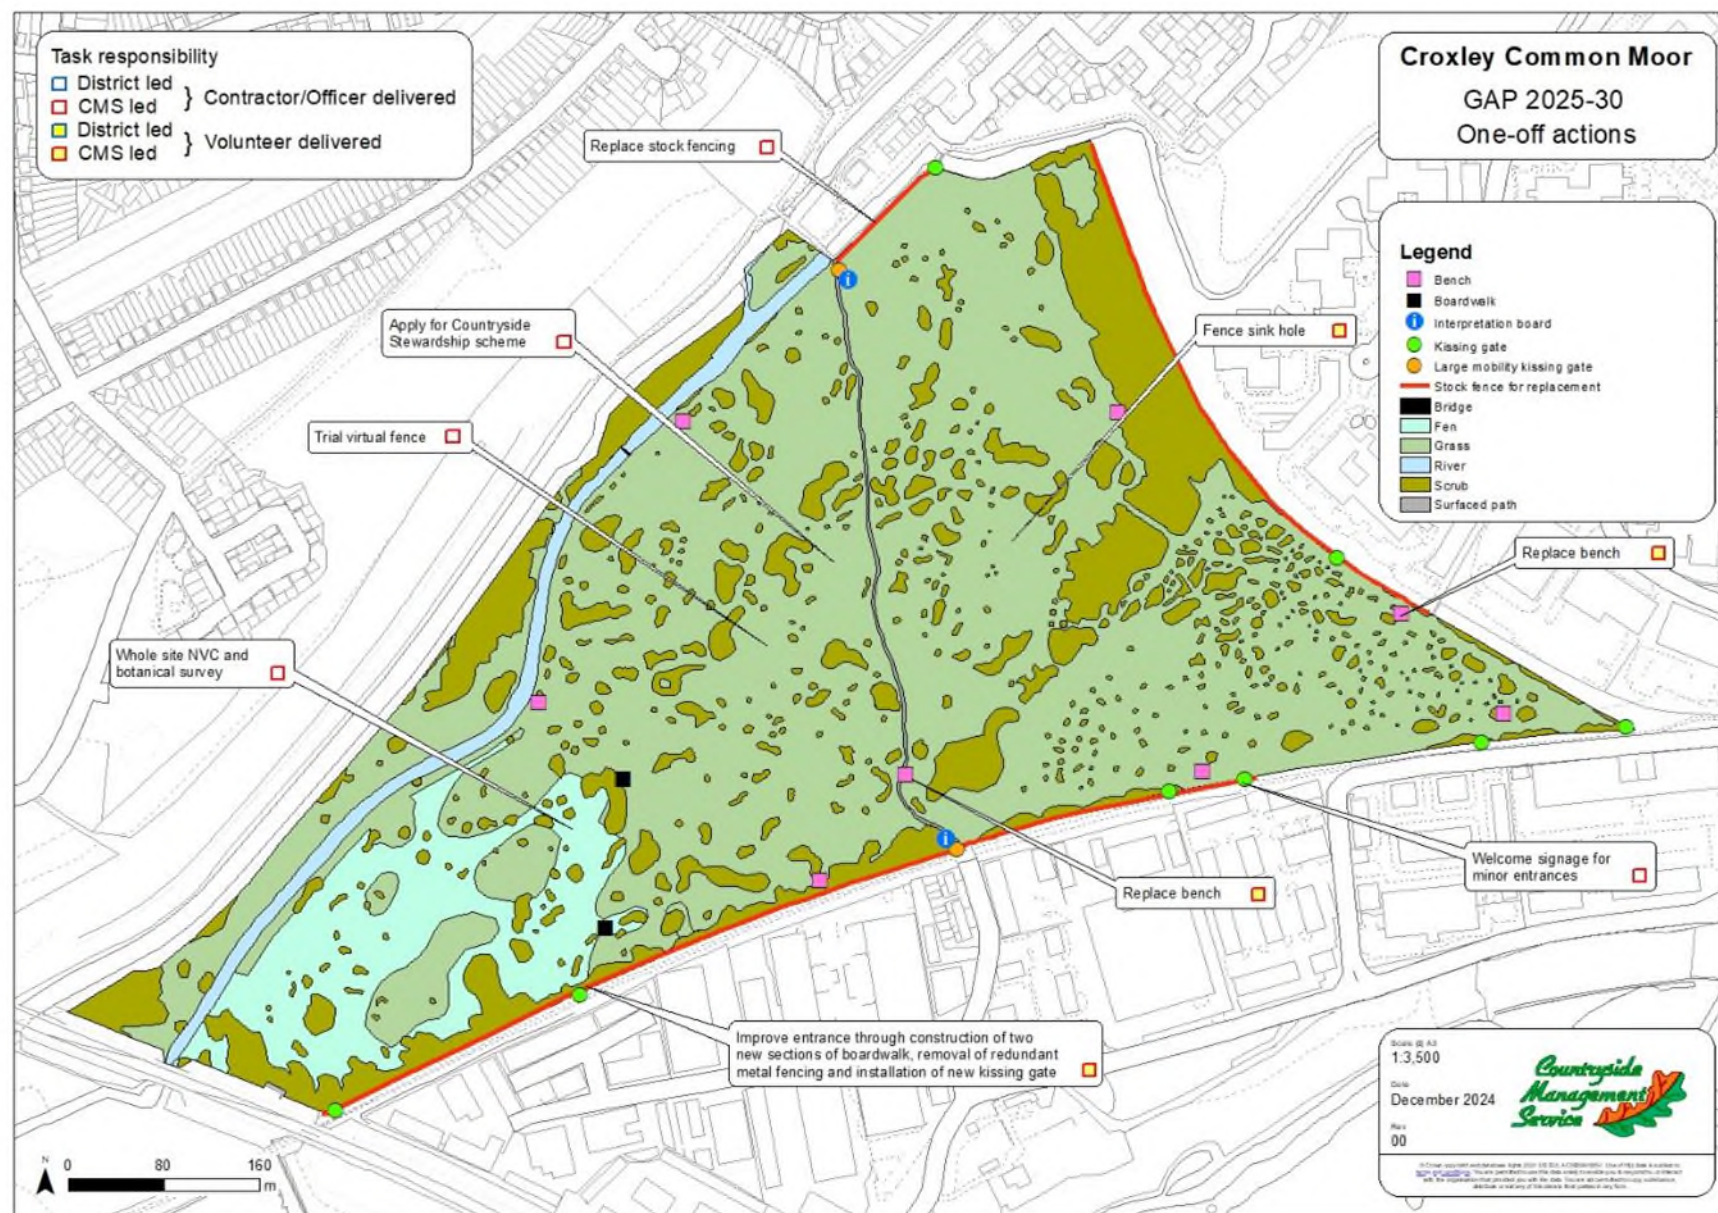 Task responsibility
District led
CMS led
} Contractor/Officer delivered
District led
CMS led
} Volunteer delivered
Croxley Common Moor
GAP 2025-30
One-off actions
Replace stock fencing
Apply for Countryside
Stewardship scheme
Fence sink hole
Trial virtual fence
Replace bench
Whole site NVC and
botanical survey
Welcome signage for
minor entrances
Replace bench
Improve entrance through construction of two
new sections of boardwalk, removal of redundant
metal fencing and installation of new kissing gate
Legend
Bench
Boardwalk
i Interpretation board
Kissing gate
Large mobility kissing gate
Stock fence for replacement
Bridge
Fen
Grass
River
Scrub
Surfaced path
i
i
Scale @ A3
1:3,500
Date
December 2024
Rev
00
Countryside
Management
Service
N 0 80 160
m